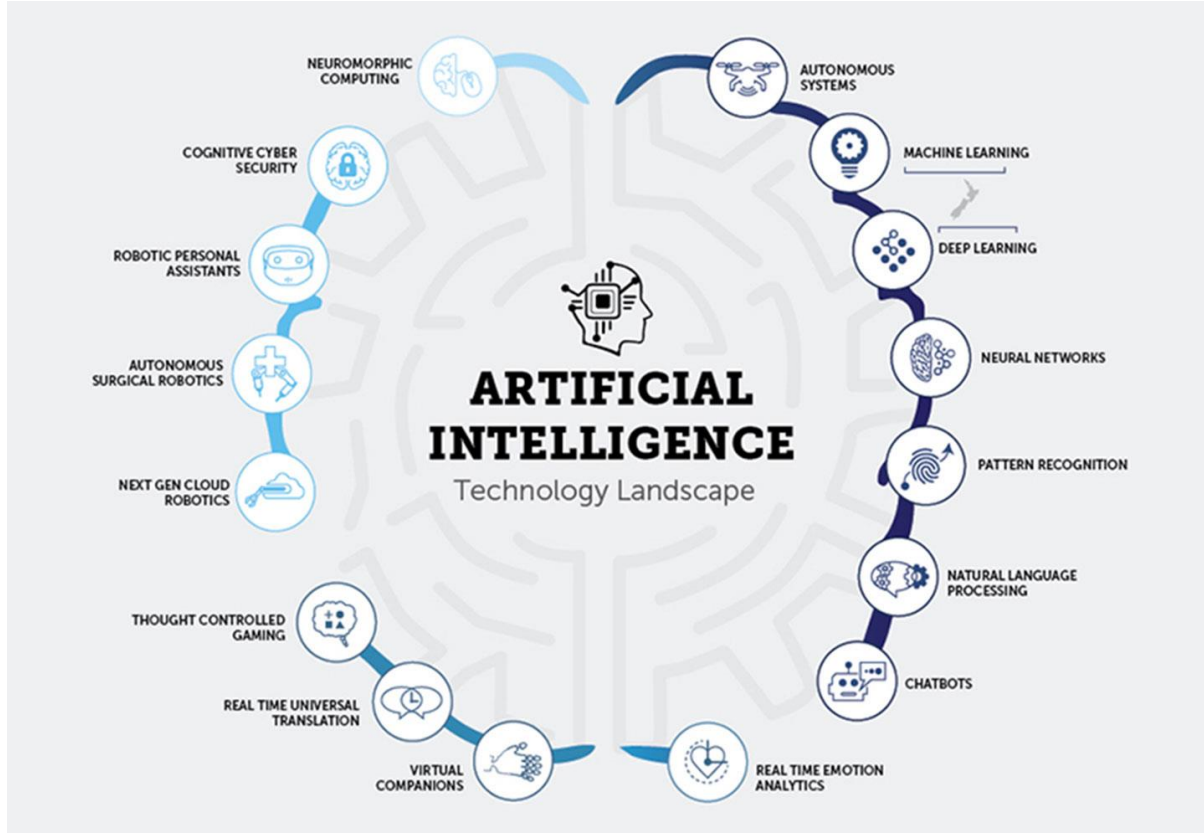 ARTIFICIAL
INTELLIGENCE
Technology Landscape
AUTONOMOUS
SYSTEMS
MACHINE LEARNING
DEEP LEARNING
NEURAL NETWORKS
PATTERN RECOGNITION
NATURAL LANGUAGE
PROCESSING
CHATBOTS
REAL TIME EMOTION
ANALYTICS
VIRTUAL
COMPANIONS
REAL TIME UNIVERSAL
TRANSLATION
THOUGHT CONTROLLED
GAMING
NEXT GEN CLOUD
ROBOTICS
AUTONOMOUS
SURGICAL ROBOTICS
ROBOTIC PERSONAL
ASSISTANTS
COGNITIVE CYBER
SECURITY
NEUROMORPHIC
COMPUTING